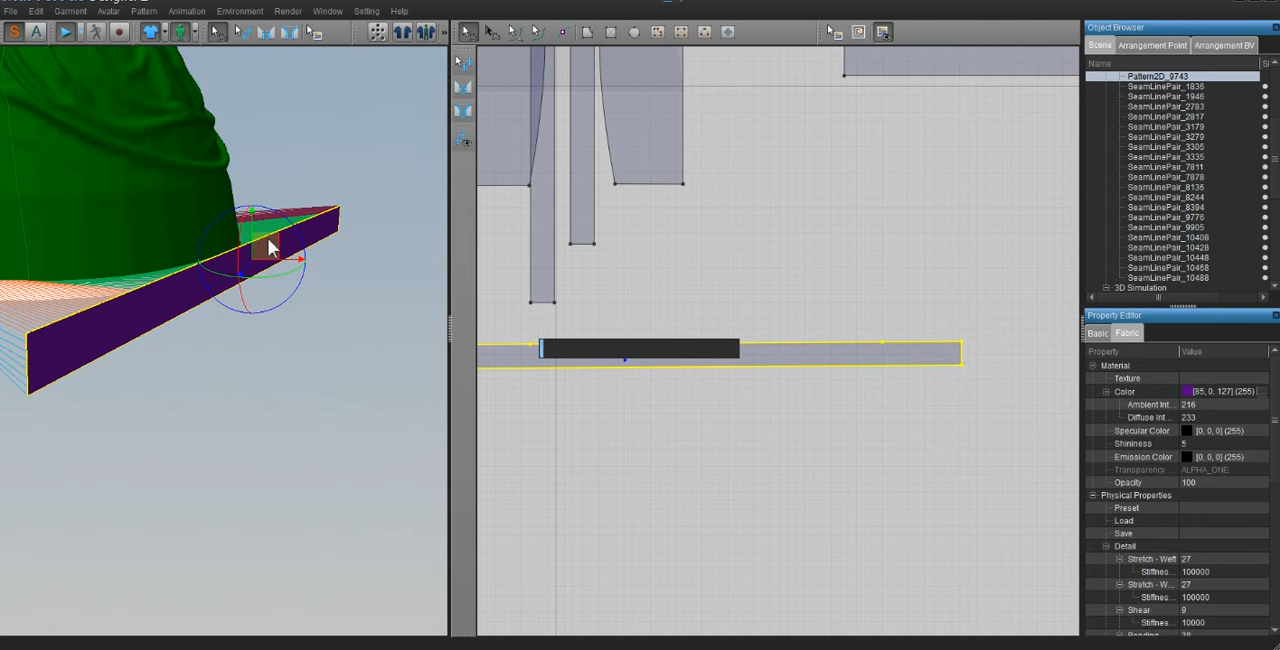 File Edit Garment Avatar Pattern Animation Environment Render Window Setting Help
S A
Object Browser
Scene Arrangement Point Arrangement BV
Name
Pattern2D_9743
SeamLinePair_1836
SeamLinePair_1946
SeamLinePair_2783
SeamLinePair_2817
SeamLinePair_3179
SeamLinePair_3279
SeamLinePair_3305
SeamLinePair_3335
SeamLinePair_7811
SeamLinePair_7878
SeamLinePair_8136
SeamLinePair_8244
SeamLinePair_8394
SeamLinePair_9776
SeamLinePair_9905
SeamLinePair_10408
SeamLinePair_10428
SeamLinePair_10448
SeamLinePair_10468
SeamLinePair_10488
3D Simulation
Property Editor
Basic Fabric
Property Value
Material
Texture
Color [85, 0, 127] (255)
Ambient Int... 216
Diffuse Int... 233
Specular Color [0, 0, 0] (255)
Shininess 5
Emission Color [0, 0, 0] (255)
Transparency ALPHA_ONE
Opacity 100
Physical Properties
Preset
Load
Save
Detail
Stretch - Weft 27
Stiffnes... 100000
Stretch - W... 27
Stiffnes... 100000
Shear 9
Stiffnes... 10000